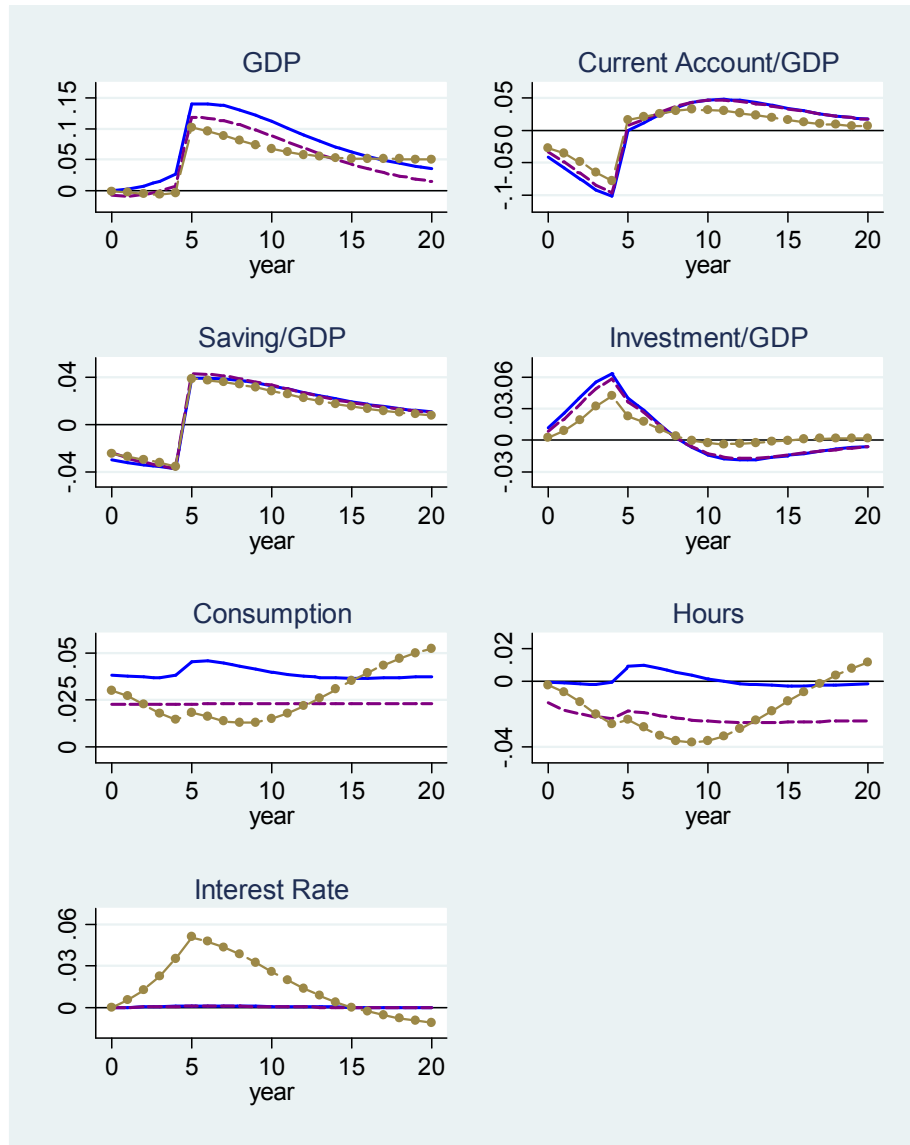 GDP
0 .05 .1 .15
0 5 10 15 20
year
Current Account/GDP
-.1 -.05 0 .05
0 5 10 15 20
year
Saving/GDP
-.04 0 .04
0 5 10 15 20
year
Investment/GDP
-.03 0 .03 .06
0 5 10 15 20
year
Consumption
0 .025 .05
0 5 10 15 20
year
Hours
-.04 0 .02
0 5 10 15 20
year
Interest Rate
0 .03 .06
0 5 10 15 20
year